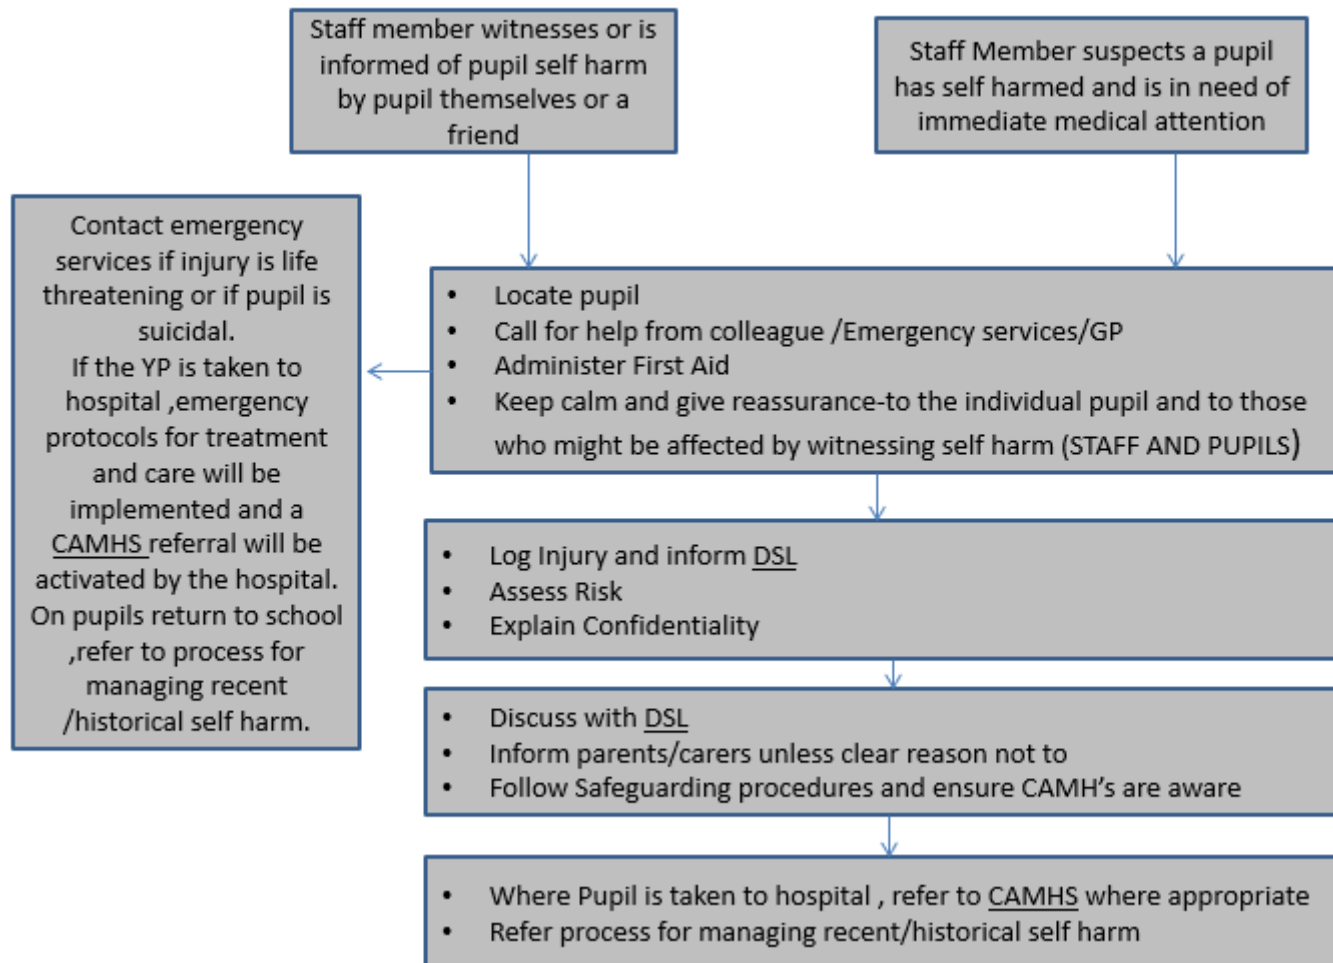 Staff member witnesses or is
informed of pupil self harm
by pupil themselves or a
friend
Staff Member suspects a pupil
has self harmed and is in need of
immediate medical attention
Contact emergency
services if injury is life
threatening or if pupil is
suicidal.
If the YP is taken to
hospital ,emergency
protocols for treatment
and care will be
implemented and a
CAMHS referral will be
activated by the hospital.
On pupils return to school
,refer to process for
managing recent
/historical self harm.
• Locate pupil
• Call for help from colleague /Emergency services/GP
• Administer First Aid
• Keep calm and give reassurance-to the individual pupil and to those
who might be affected by witnessing self harm (STAFF AND PUPILS)
• Log Injury and inform DSL
• Assess Risk
• Explain Confidentiality
• Discuss with DSL
• Inform parents/carers unless clear reason not to
• Follow Safeguarding procedures and ensure CAMH's are aware
• Where Pupil is taken to hospital , refer to CAMHS where appropriate
• Refer process for managing recent/historical self harm